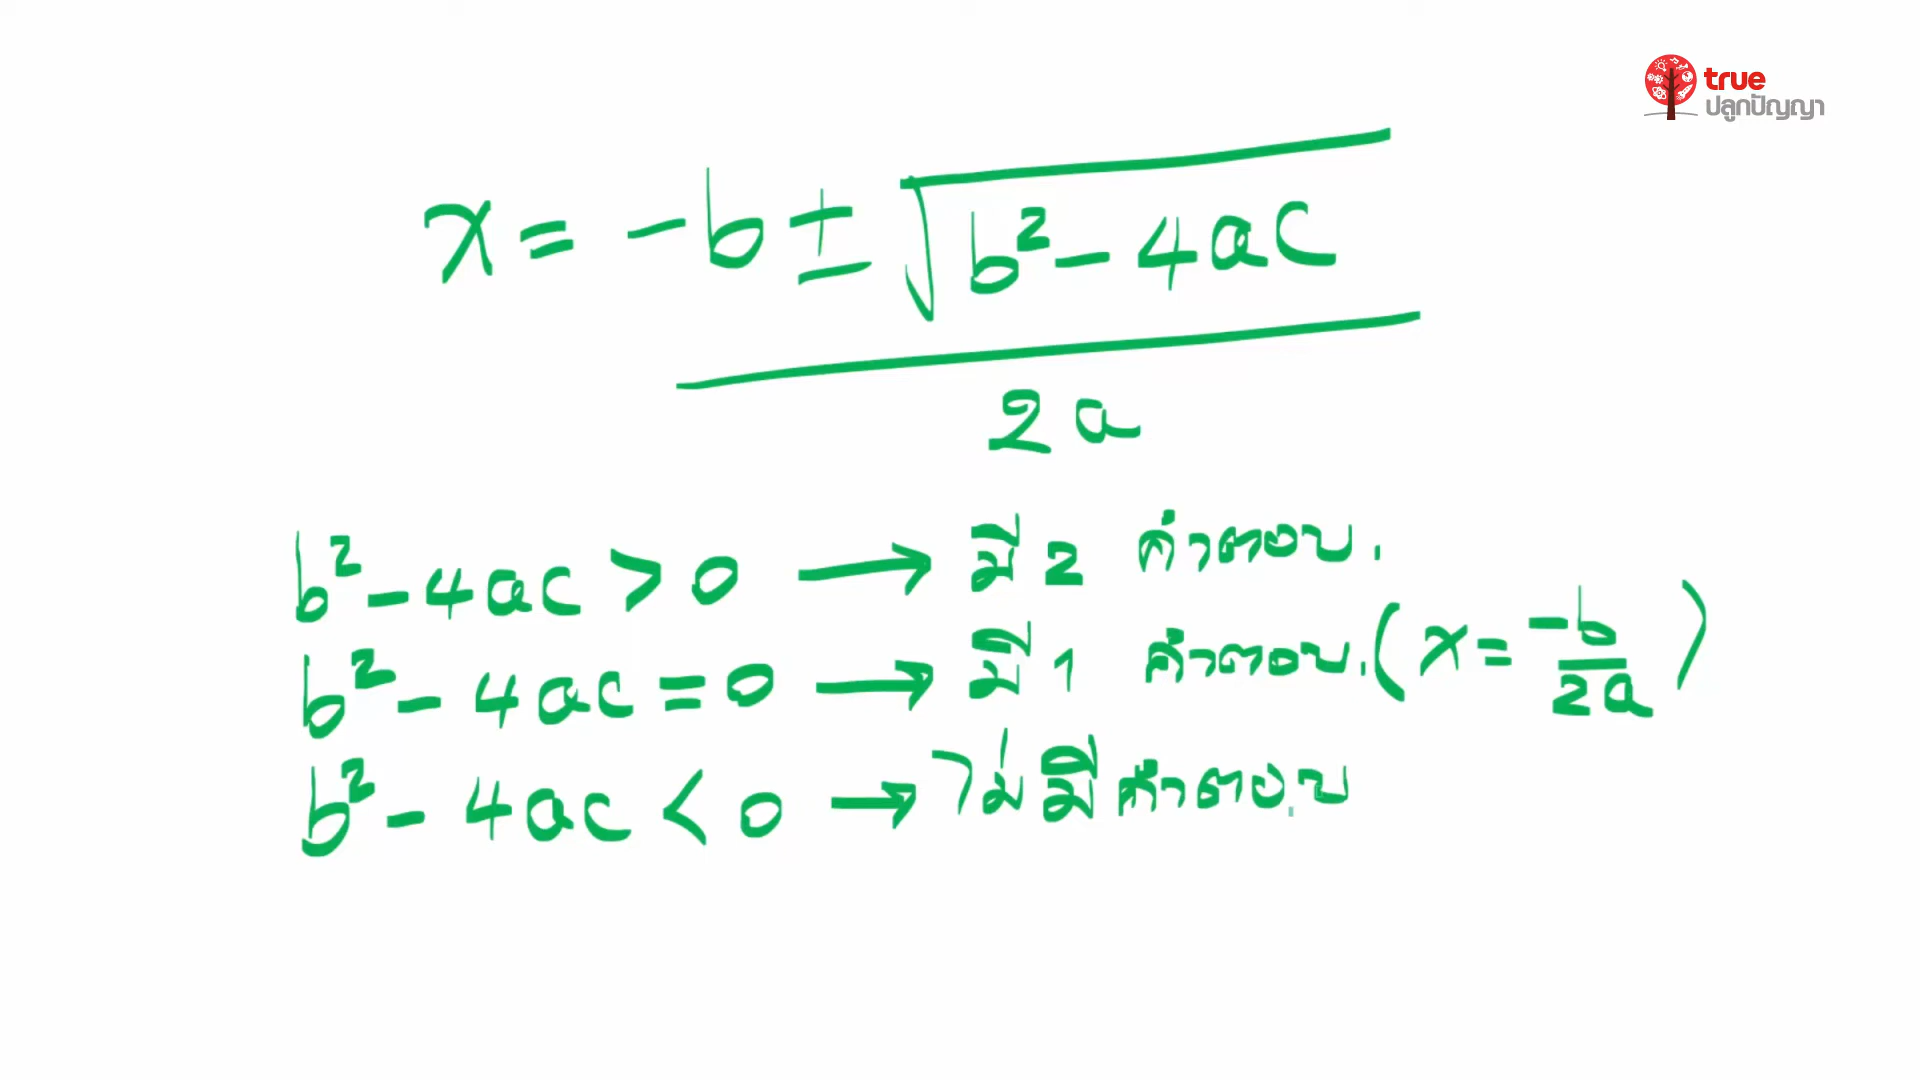 true
ปลูกปัญญา
x = -b ± √b² - 4ac
2a
b² - 4ac > 0 → มี 2 คำตอบ.
b² - 4ac = 0 → มี 1 คำตอบ. (x = -b/2a)
b² - 4ac < 0 → ไม่มีคำตอบ